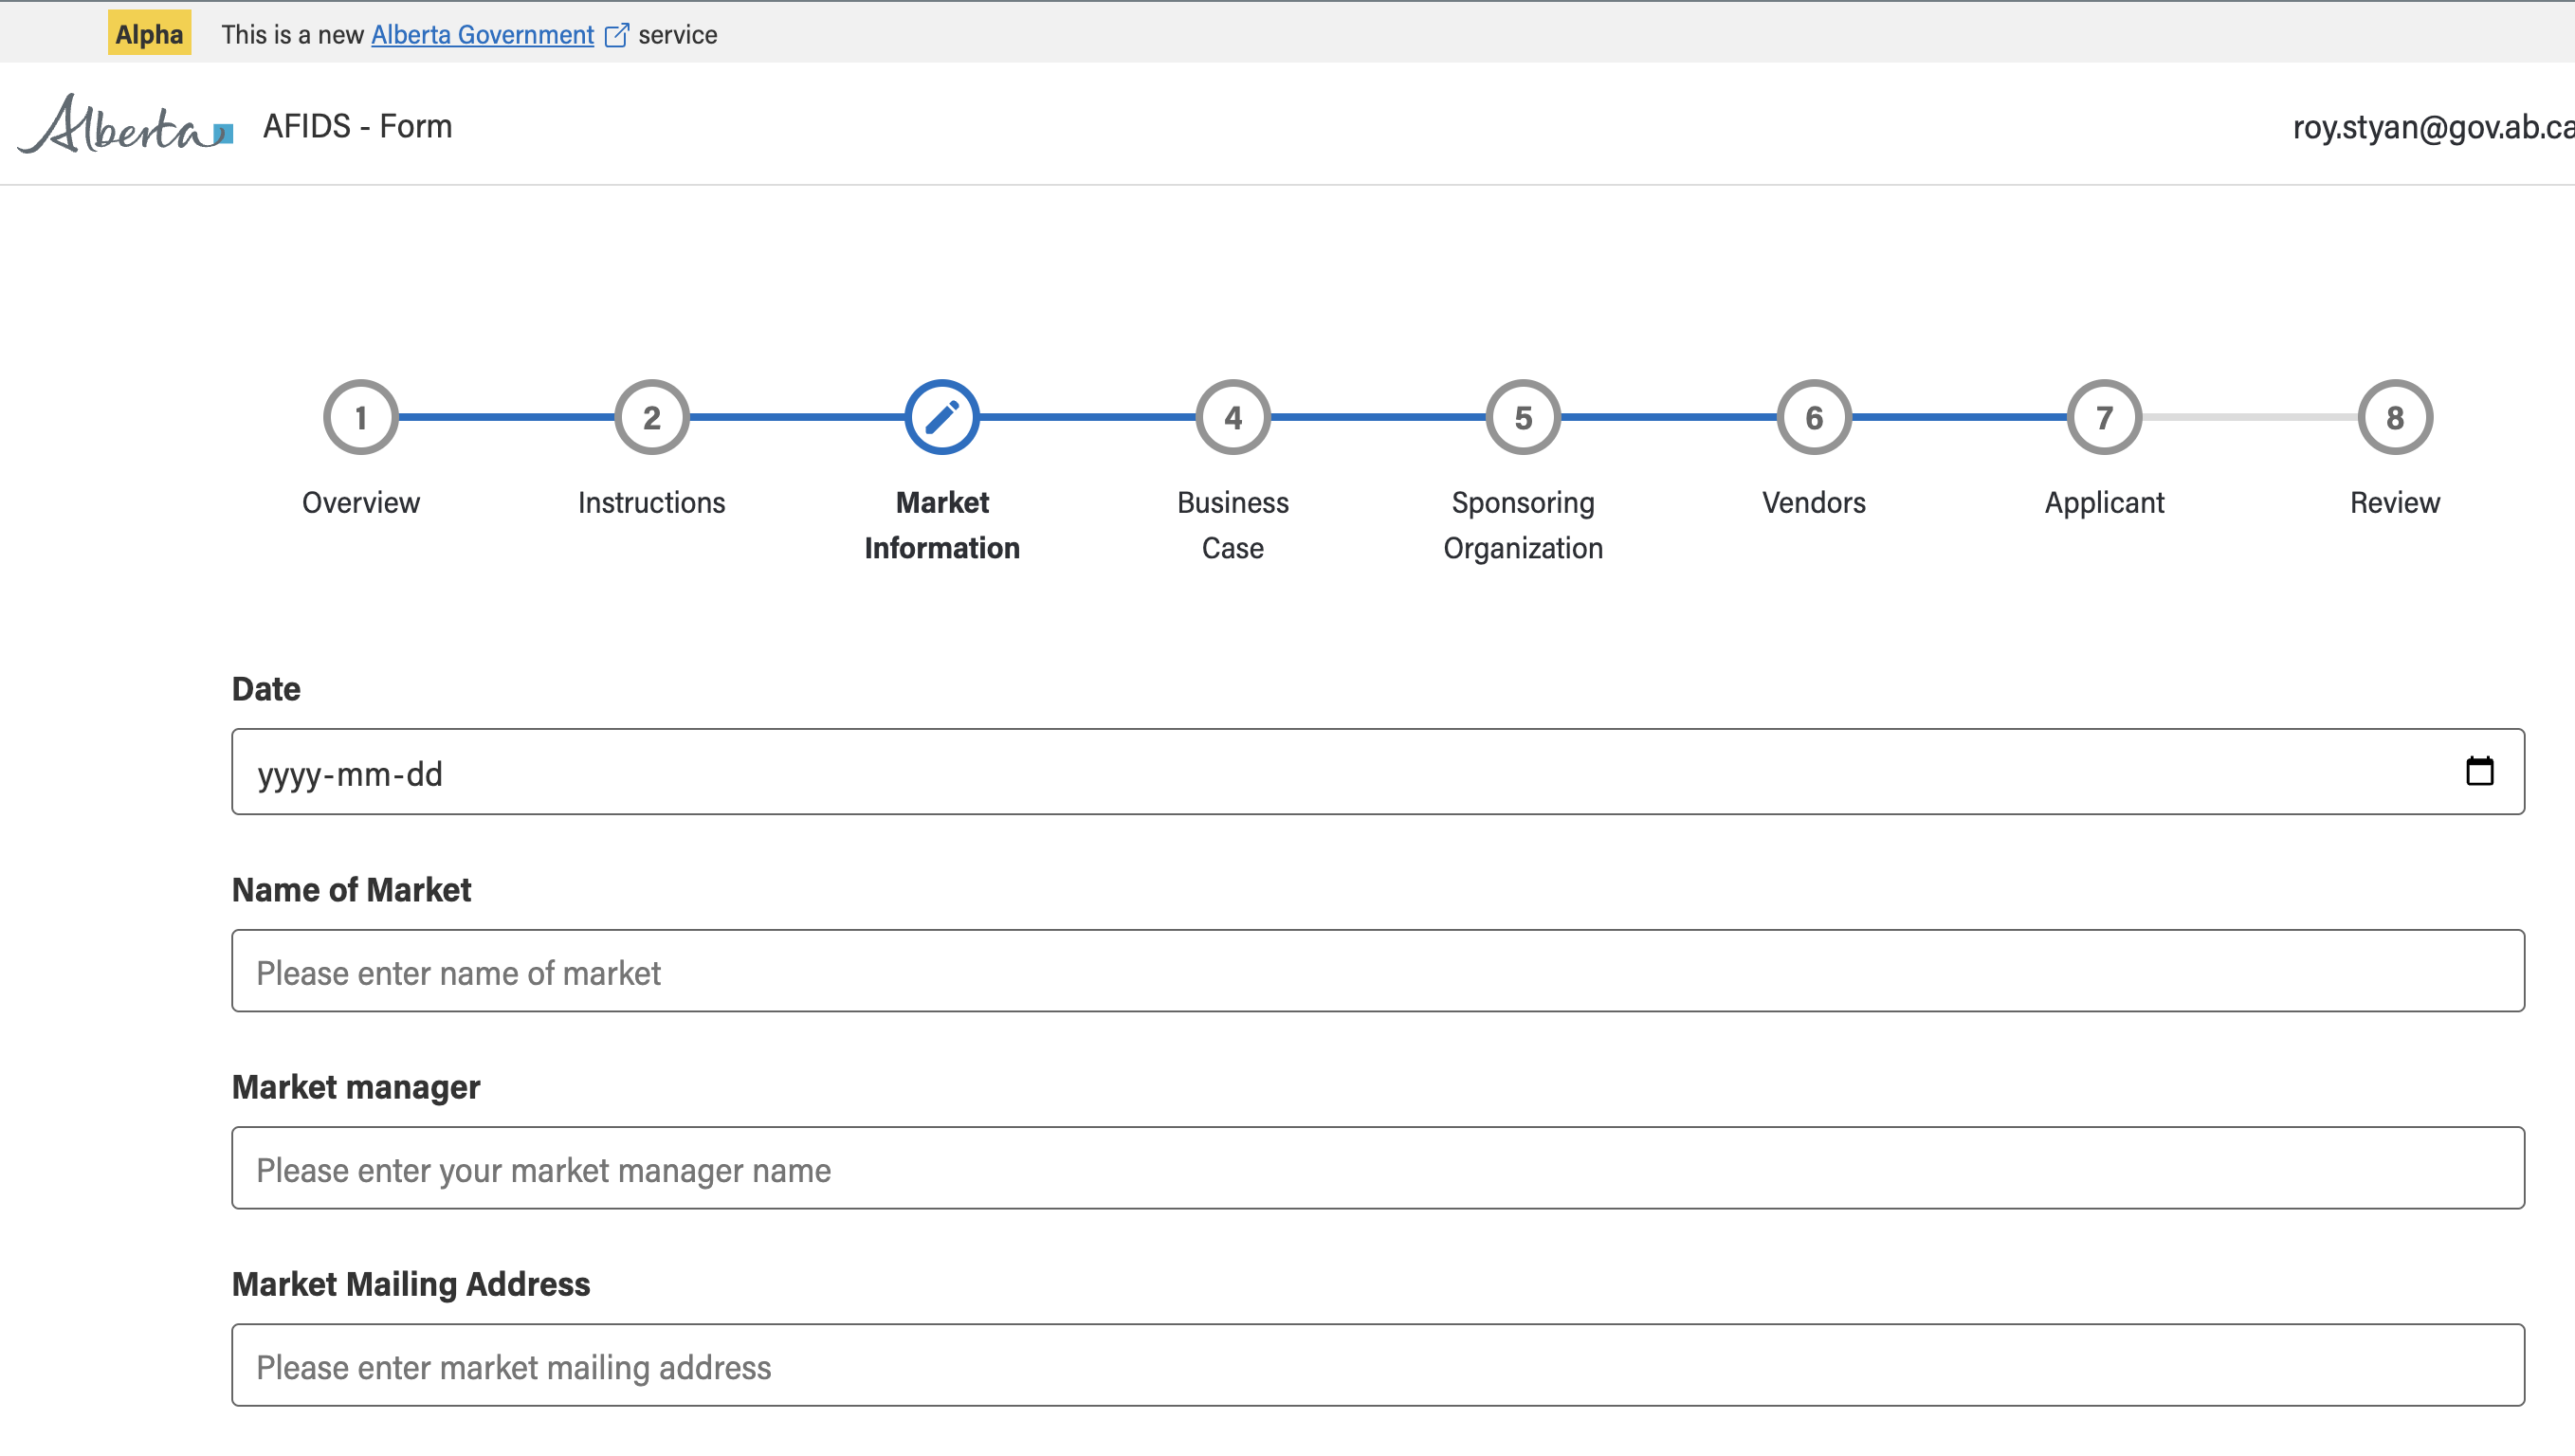 Alpha This is a new Alberta Government service
Alberta AFIDS - Form roy.styan@gov.ab.ca
1 2 4 5 6 7 8
Overview Instructions Market Business Sponsoring Vendors Applicant Review
Information Case Organization
Date
yyyy-mm-dd
Name of Market
Please enter name of market
Market manager
Please enter your market manager name
Market Mailing Address
Please enter market mailing address